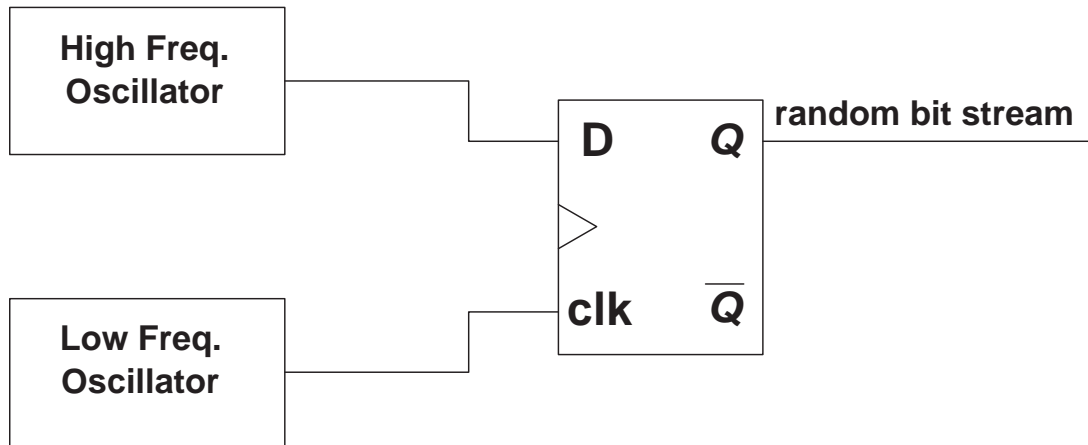 High Freq.
Oscillator
random bit stream
D Q
clk Q̅
Low Freq.
Oscillator